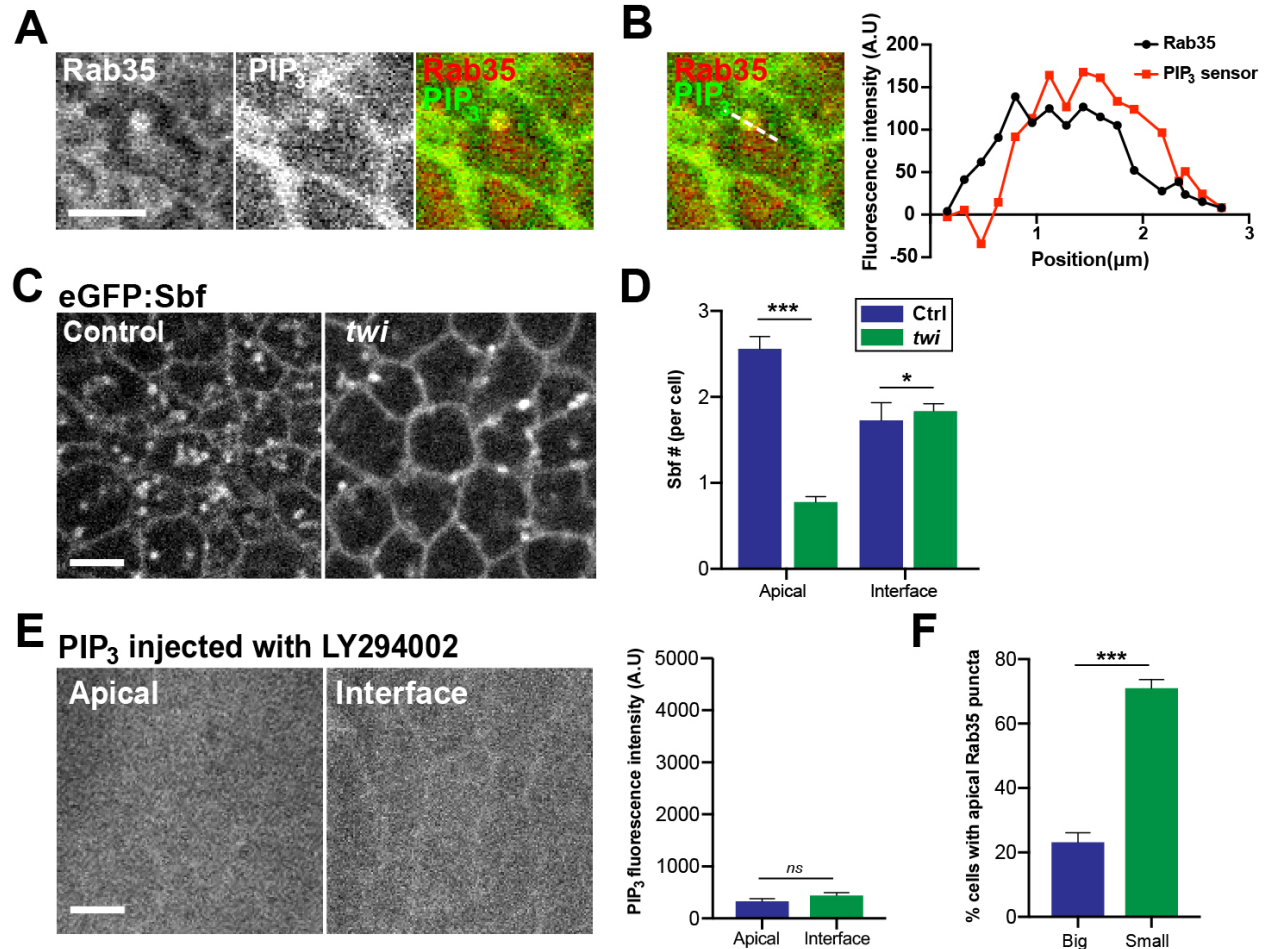 A
Rab35
PIP3
Rab35
PIP3
B
Rab35
PIP3
Fluorescence intensity (A.U)
200
150
100
50
0
-50
1
2
3
Position(µm)
Rab35
PIP3 sensor
C
eGFP:Sbf
Control
twi
D
Sbf # (per cell)
3
2
1
0
***
*
Ctrl
twi
Apical
Interface
E
PIP3 injected with LY294002
Apical
Interface
PIP3 fluorescence intensity (A.U)
5000
4000
3000
2000
1000
0
ns
Apical
Interface
F
% cells with apical Rab35 puncta
80
60
40
20
0
***
Big
Small